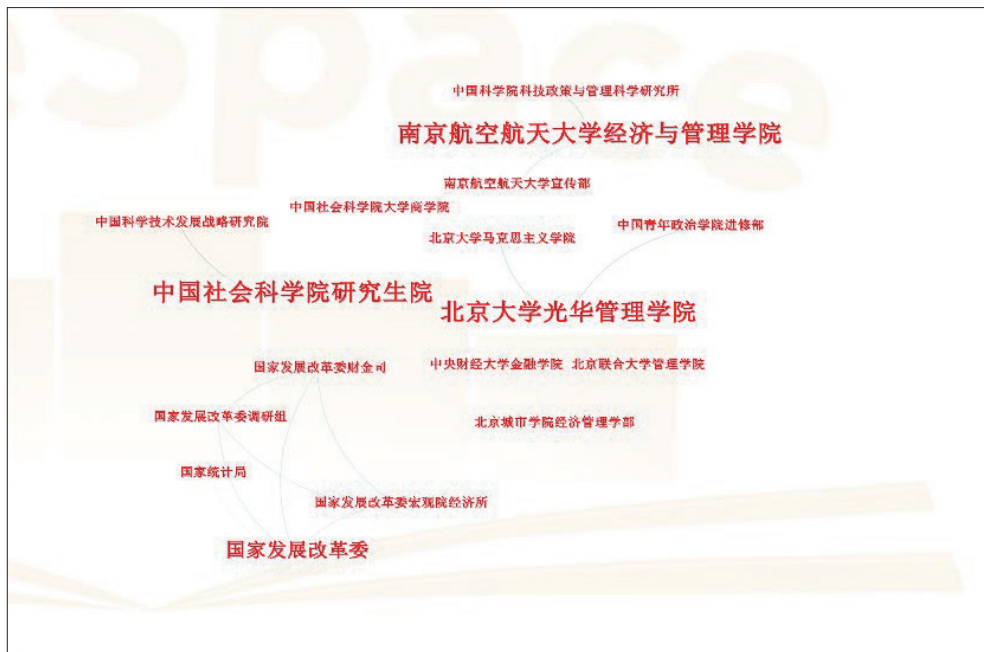 espace
中国科学院科技政策与管理科学研究所
南京航空航天大学经济与管理学院
南京航空航天大学宣传部
中国社会科学院大学商学院
中国科学技术发展战略研究院
中国青年政治学院进修部
北京大学马克思主义学院
中国社会科学院研究生院
北京大学光华管理学院
国家发展改革委财金司
中央财经大学金融学院 北京联合大学管理学院
国家发展改革委调研组
北京城市学院经济管理学部
国家统计局
国家发展改革委宏观院经济所
国家发展改革委